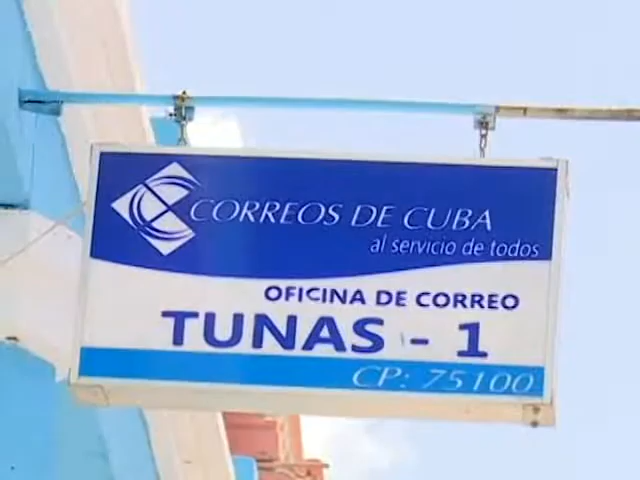 CORREOS DE CUBA
al servicio de todos
OFICINA DE CORREO
TUNAS - 1
CP: 75100